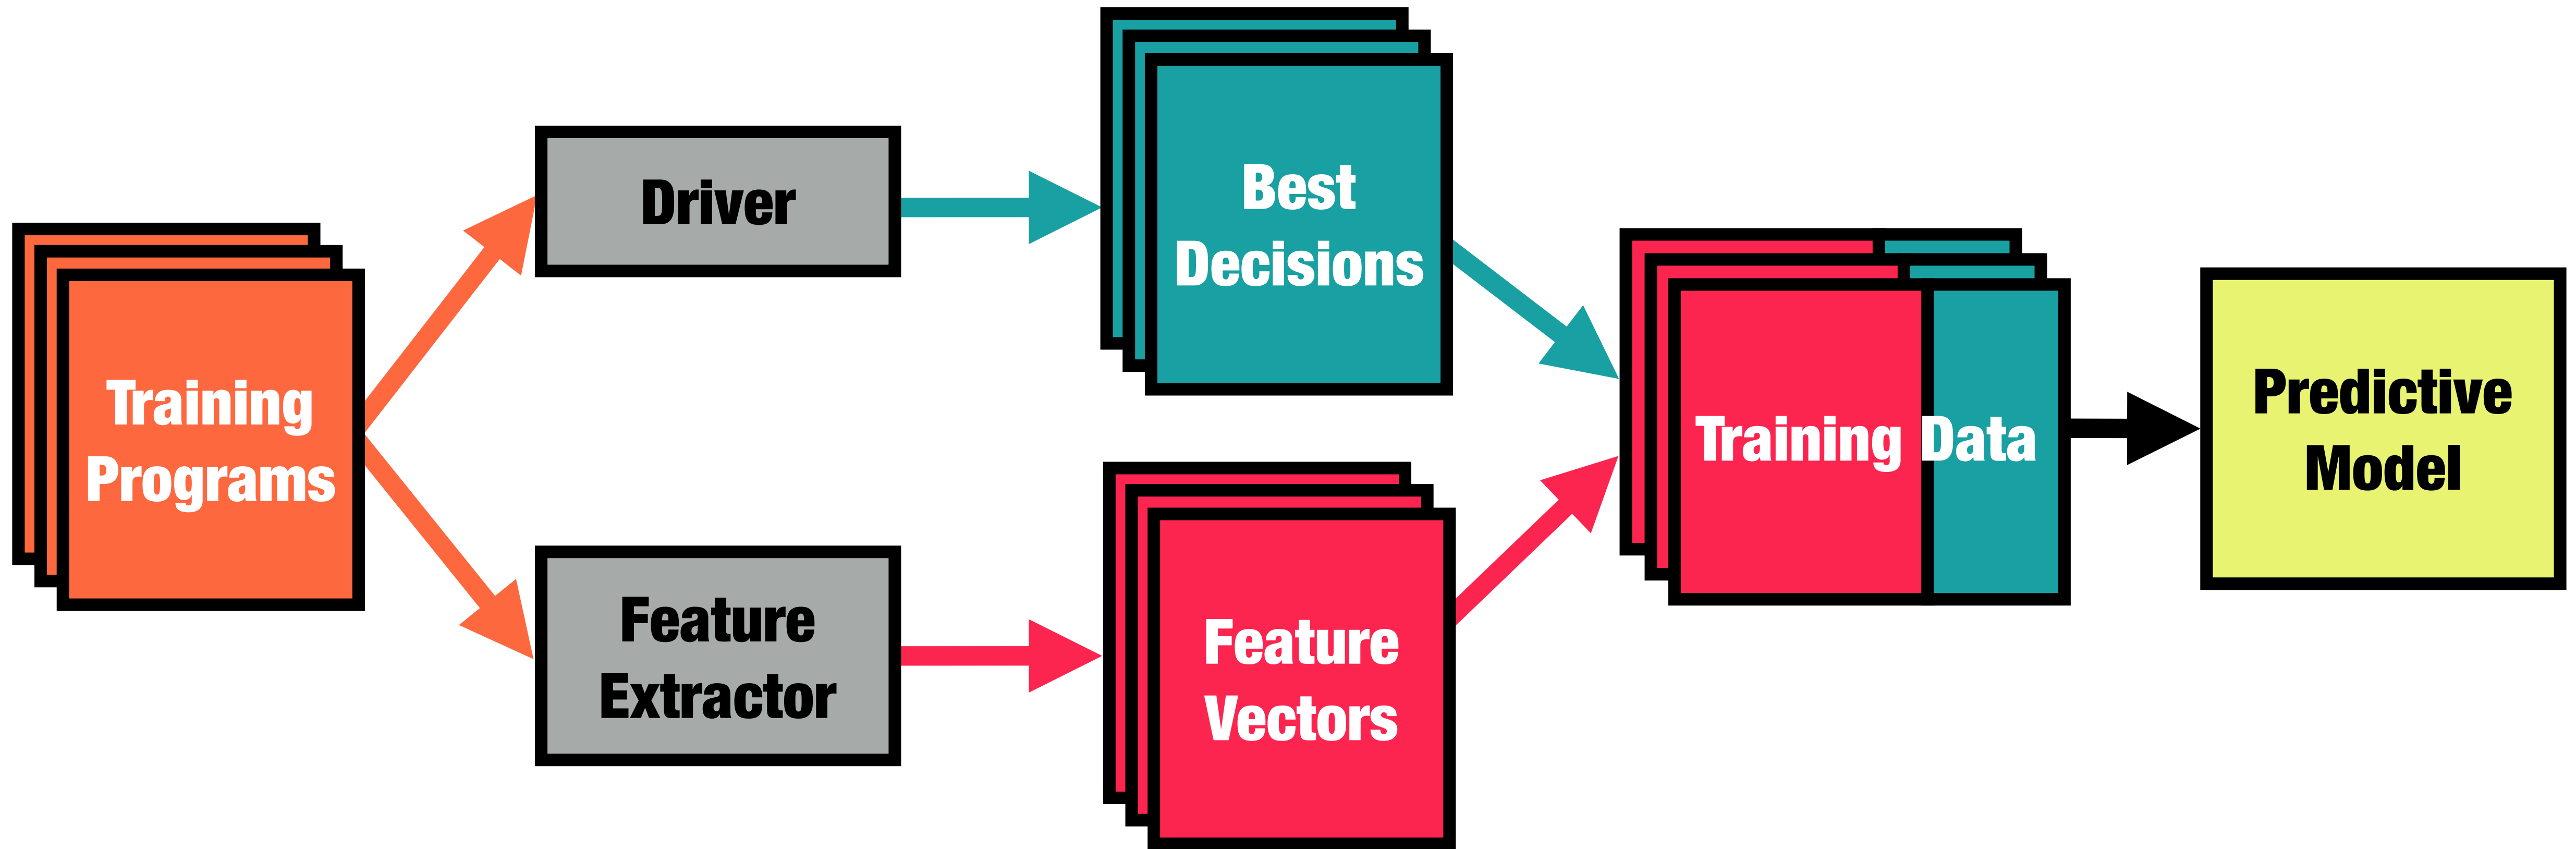 Training
Programs
Driver
Feature
Extractor
Best
Decisions
Feature
Vectors
Training Data
Predictive
Model